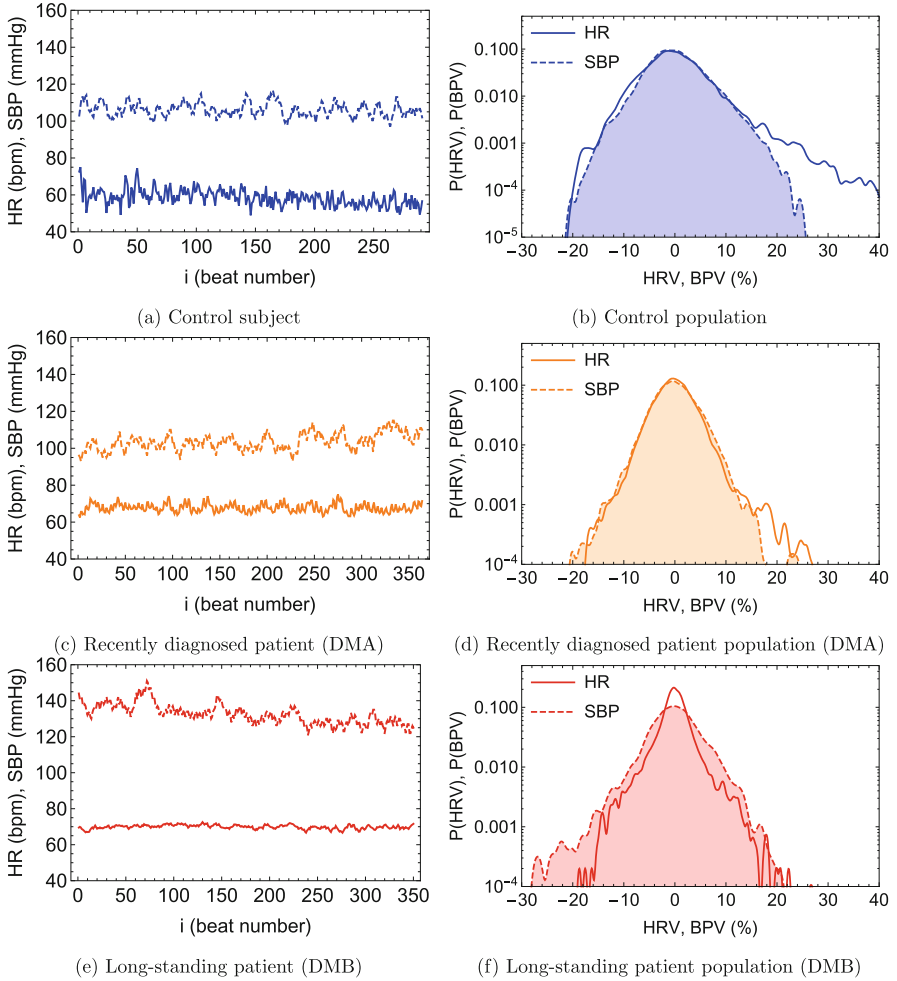 160
140
120
100
80
60
40
HR (bpm), SBP (mmHg)
0 50 100 150 200 250
i (beat number)
(a) Control subject
HR
SBP
0.100
0.010
0.001
10⁻⁴
10⁻⁵
P(HRV), P(BPV)
−30 −20 −10 0 10 20 30 40
HRV, BPV (%)
(b) Control population
160
140
120
100
80
60
40
HR (bpm), SBP (mmHg)
0 50 100 150 200 250 300 350
i (beat number)
(c) Recently diagnosed patient (DMA)
HR
SBP
0.100
0.010
0.001
10⁻⁴
P(HRV), P(BPV)
−30 −20 −10 0 10 20 30 40
HRV, BPV (%)
(d) Recently diagnosed patient population (DMA)
160
140
120
100
80
60
40
HR (bpm), SBP (mmHg)
0 50 100 150 200 250 300 350
i (beat number)
(e) Long-standing patient (DMB)
HR
SBP
0.100
0.010
0.001
10⁻⁴
P(HRV), P(BPV)
−30 −20 −10 0 10 20 30 40
HRV, BPV (%)
(f) Long-standing patient population (DMB)